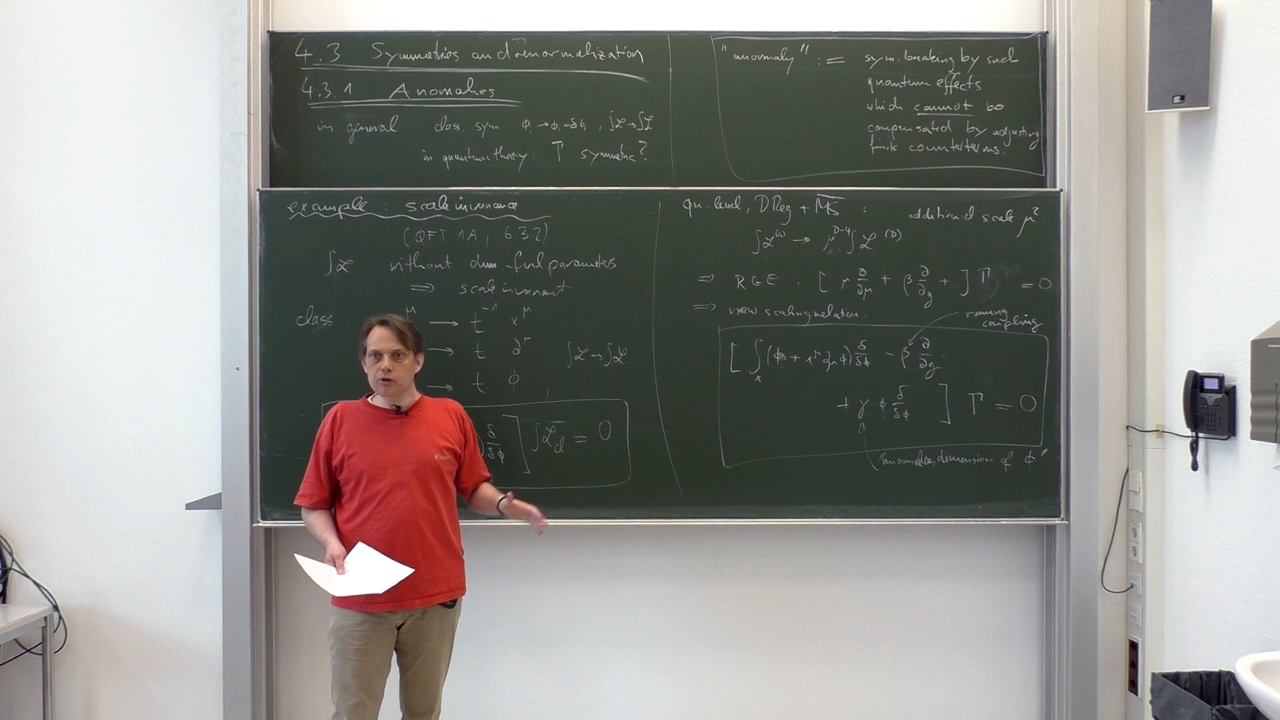 4.3 Symmetries and renormalization
4.3.1 Anomalies
in general class. sym ϕᵢ→ϕᵢ+δϕᵢ, ∫ℒ→∫ℒ
in quantum theory: Γ symmetric?
"anomaly" := sym. breaking by such
quantum effects
which cannot be
compensated by adjusting
finite counterterms.
example: scale invariance
(QFT 1A, 6.3.2)
∫ℒ without dim.-ful parameters
⇒ scale invariant
class.
μ → t⁻¹ x^μ
→ t ∂^μ ∫ℒ→∫ℒ
→ t ϕ
δ/δϕ ] ∫ℒ_cl = 0
qu. level, DReg + M̅S̅ : additional scale μ²
∫ℒ⁽⁴⁾ → μ^(D-4) ∫ℒ^(D)
⇒ RGE : [ μ ∂/∂μ + β ∂/∂g + ] Γ = 0
⇒ new scaling relation:
running
coupling
[ ∫ₓ (ϕ + x^μ ∂_μ ϕ) δ/δϕ - β ∂/∂g
+ γ ϕ δ/δϕ ] Γ = 0
"anomalous dimension of ϕ"